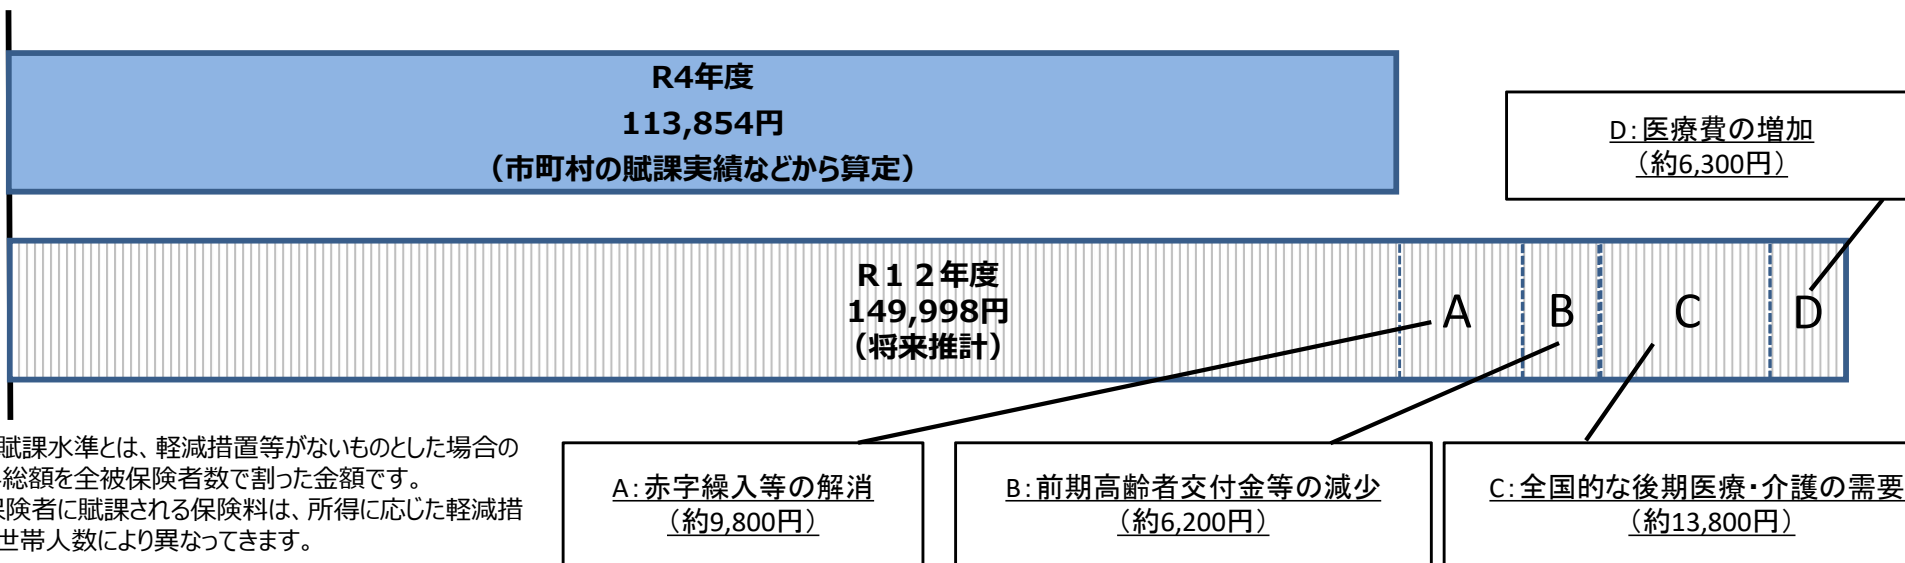 R4年度
113,854円
（市町村の賦課実績などから算定）
D：医療費の増加
（約6,300円）
R１２年度
149,998円
（将来推計）
A
B
C
D
賦課水準とは、軽減措置等がないものとした場合の
総額を全被保険者数で割った金額です。
保険者に賦課される保険料は、所得に応じた軽減措
世帯人数により異なってきます。
A：赤字繰入等の解消
（約9,800円）
B：前期高齢者交付金等の減少
（約6,200円）
C：全国的な後期医療・介護の需要
（約13,800円）